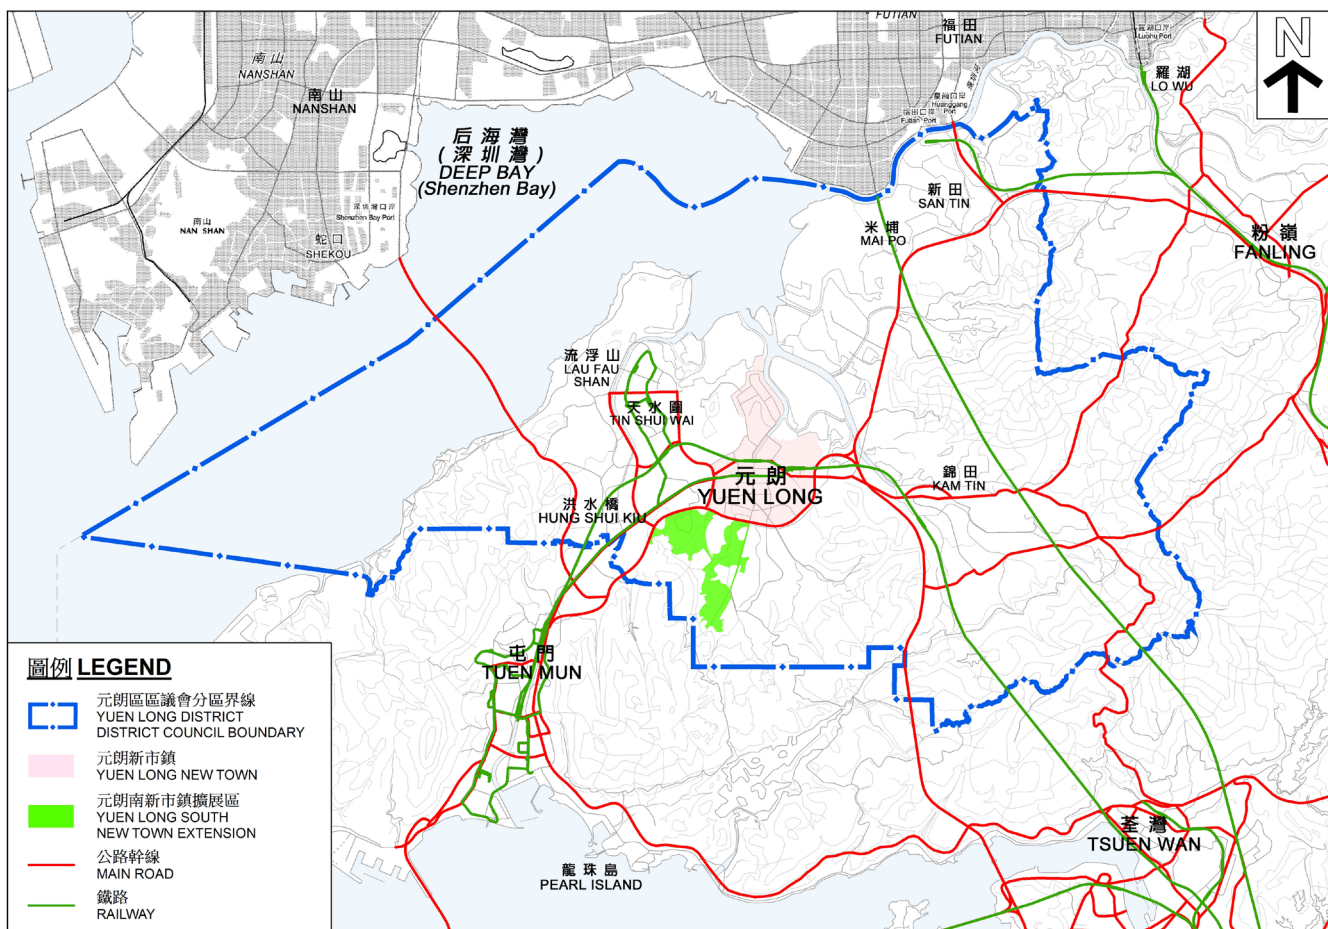 FUTIAN
福田
FUTIAN
羅湖口岸
Luohu Port
N
南山
NANSHAN
羅湖
LO WU
南山
NANSHAN
皇崗口岸
Huanggang
Port
深圳河
福田口岸
Futian Port
后海灣
(深圳灣)
DEEP BAY
(Shenzhen Bay)
新田
SAN TIN
深圳灣口岸
Shenzhen Bay Port
南山
NAN SHAN
米埔
MAI PO
粉嶺
FANLING
蛇口
SHEKOU
流浮山
LAU FAU
SHAN
天水圍
TIN SHUI WAI
元朗
YUEN LONG
錦田
KAM TIN
洪水橋
HUNG SHUI KIU
屯門
TUEN MUN
荃灣
TSUEN WAN
龍珠島
PEARL ISLAND
圖例 LEGEND
元朗區區議會分區界線
YUEN LONG DISTRICT
DISTRICT COUNCIL BOUNDARY
元朗新市鎮
YUEN LONG NEW TOWN
元朗南新市鎮擴展區
YUEN LONG SOUTH
NEW TOWN EXTENSION
公路幹線
MAIN ROAD
鐵路
RAILWAY